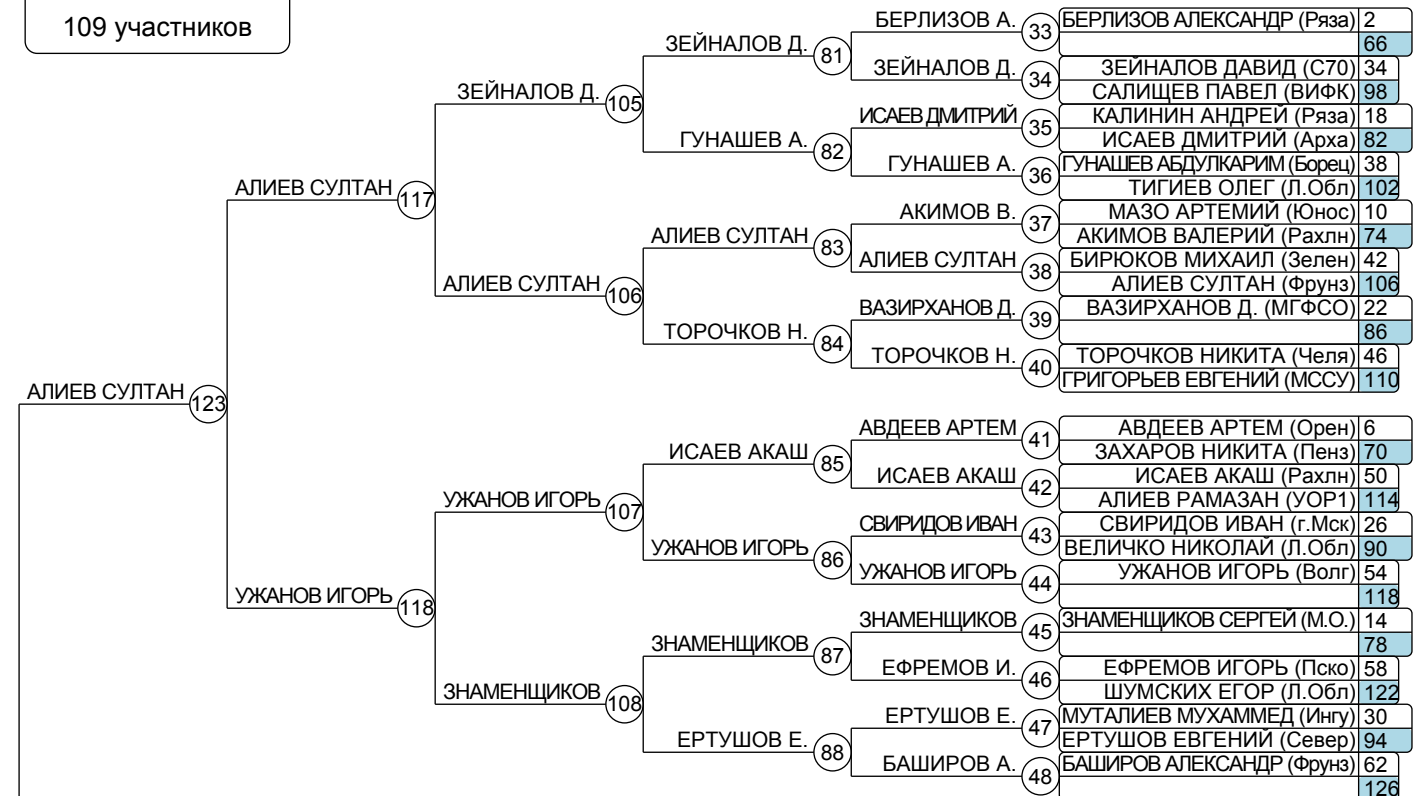 109 участников
БЕРЛИЗОВ А. 33 БЕРЛИЗОВ АЛЕКСАНДР (Ряза) 2
66
ЗЕЙНАЛОВ Д. 81
ЗЕЙНАЛОВ Д. 34 ЗЕЙНАЛОВ ДАВИД (С70) 34
САЛИЩЕВ ПАВЕЛ (ВИФК) 98
ЗЕЙНАЛОВ Д. 105
ИСАЕВ ДМИТРИЙ 35 КАЛИНИН АНДРЕЙ (Ряза) 18
ИСАЕВ ДМИТРИЙ (Арха) 82
ГУНАШЕВ А. 82
ГУНАШЕВ А. 36 ГУНАШЕВ АБДУЛКАРИМ (Борец) 38
ТИГИЕВ ОЛЕГ (Л.Обл) 102
АЛИЕВ СУЛТАН 117
АКИМОВ В. 37 МАЗО АРТЕМИЙ (Юнос) 10
АКИМОВ ВАЛЕРИЙ (Рахлн) 74
АЛИЕВ СУЛТАН 83
АЛИЕВ СУЛТАН 38 БИРЮКОВ МИХАИЛ (Зелен) 42
АЛИЕВ СУЛТАН (Фрунз) 106
АЛИЕВ СУЛТАН 106
ВАЗИРХАНОВ Д. 39 ВАЗИРХАНОВ Д. (МГФСО) 22
86
ТОРОЧКОВ Н. 84
ТОРОЧКОВ Н. 40 ТОРОЧКОВ НИКИТА (Челя) 46
ГРИГОРЬЕВ ЕВГЕНИЙ (МССУ) 110
АЛИЕВ СУЛТАН 123
АВДЕЕВ АРТЕМ 41 АВДЕЕВ АРТЕМ (Орен) 6
ЗАХАРОВ НИКИТА (Пенз) 70
ИСАЕВ АКАШ 85
ИСАЕВ АКАШ 42 ИСАЕВ АКАШ (Рахлн) 50
АЛИЕВ РАМАЗАН (УОР1) 114
УЖАНОВ ИГОРЬ 107
СВИРИДОВ ИВАН 43 СВИРИДОВ ИВАН (г.Мск) 26
ВЕЛИЧКО НИКОЛАЙ (Л.Обл) 90
УЖАНОВ ИГОРЬ 86
УЖАНОВ ИГОРЬ 44 УЖАНОВ ИГОРЬ (Волг) 54
118
УЖАНОВ ИГОРЬ 118
ЗНАМЕНЩИКОВ 45 ЗНАМЕНЩИКОВ СЕРГЕЙ (М.О.) 14
78
ЗНАМЕНЩИКОВ 87
ЕФРЕМОВ И. 46 ЕФРЕМОВ ИГОРЬ (Пско) 58
ШУМСКИХ ЕГОР (Л.Обл) 122
ЗНАМЕНЩИКОВ 108
ЕРТУШОВ Е. 47 МУТАЛИЕВ МУХАММЕД (Ингу) 30
ЕРТУШОВ ЕВГЕНИЙ (Север) 94
ЕРТУШОВ Е. 88
БАШИРОВ А. 48 БАШИРОВ АЛЕКСАНДР (Фрунз) 62
126